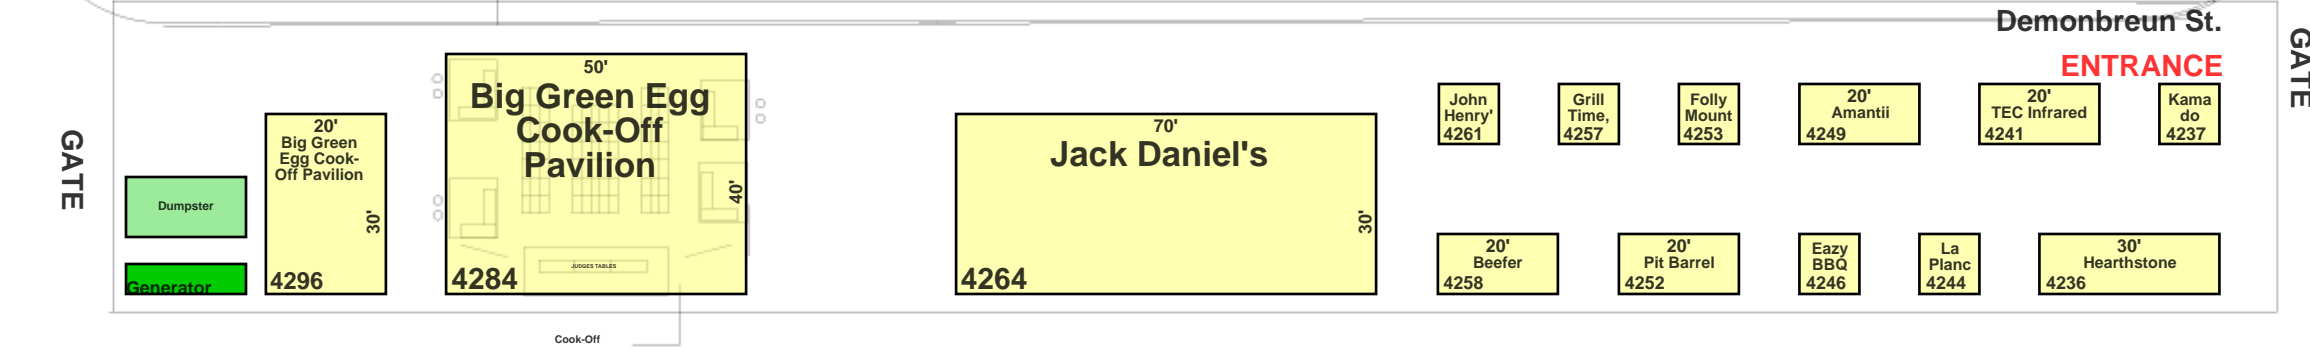 Demonbreun St.
ENTRANCE
GATE
GATE
Dumpster
Generator
20'
Big Green
Egg Cook-
Off Pavilion
30'
4296
50'
Big Green Egg
Cook-Off
Pavilion
40'
JUDGES TABLES
4284
Cook-Off
70'
Jack Daniel's
30'
4264
John
Henry'
4261
Grill
Time,
4257
Folly
Mount
4253
20'
Amantii
4249
20'
TEC Infrared
4241
Kama
do
4237
20'
Beefer
4258
20'
Pit Barrel
4252
Eazy
BBQ
4246
La
Planc
4244
30'
Hearthstone
4236